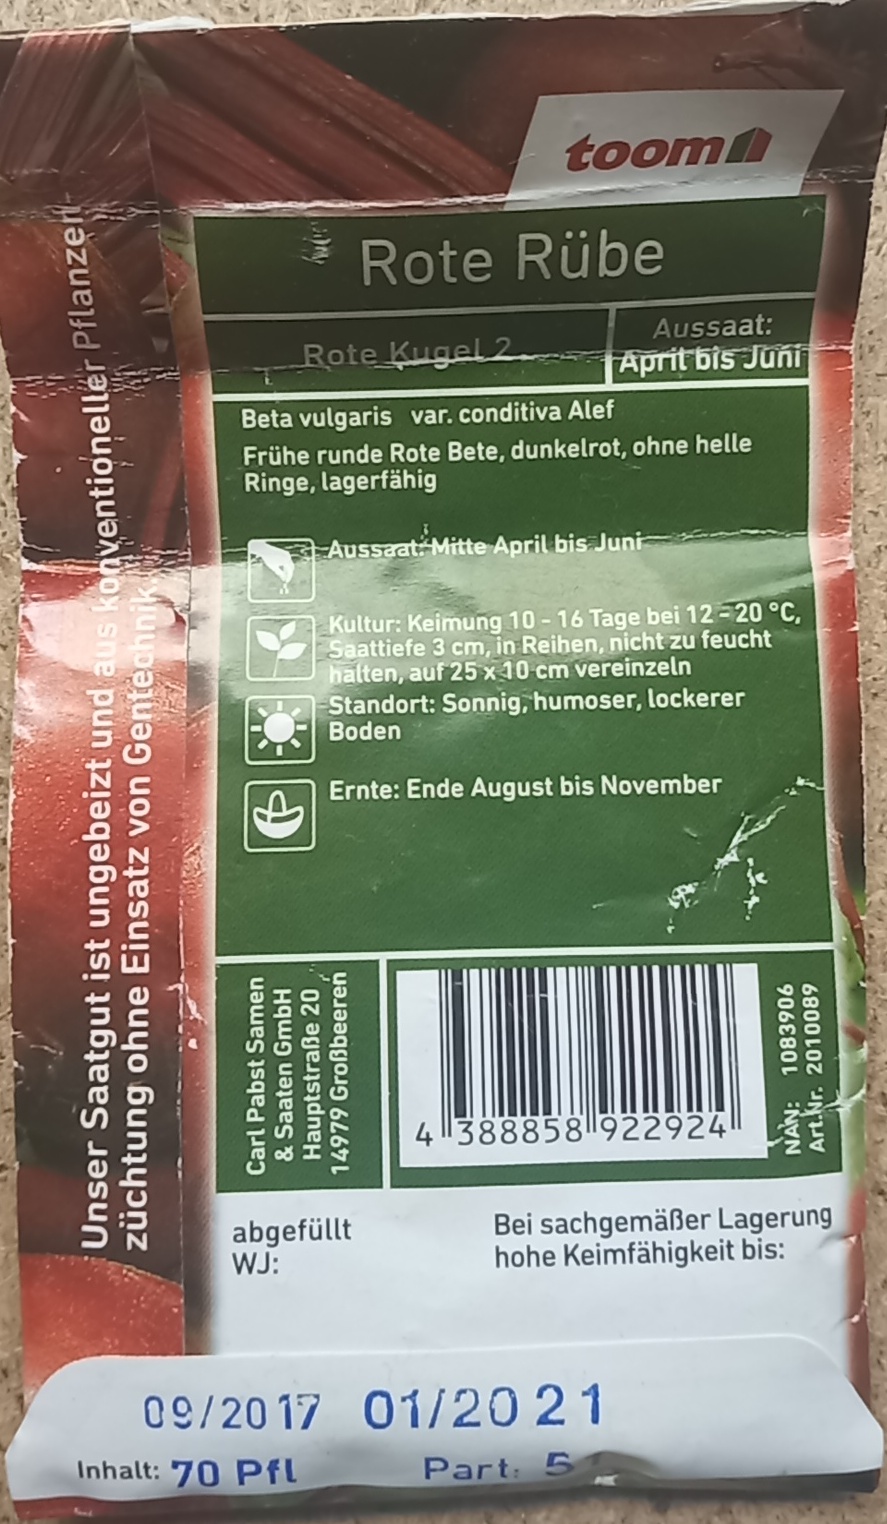 toom
Rote Rübe
Rote Kugel 2
Aussaat:
April bis Juni
Beta vulgaris var. conditiva Alef
Frühe runde Rote Bete, dunkelrot, ohne helle
Ringe, lagerfähig
Aussaat: Mitte April bis Juni
Kultur: Keimung 10 - 16 Tage bei 12 - 20 °C,
Saattiefe 3 cm, in Reihen, nicht zu feucht
halten, auf 25 x 10 cm vereinzeln
Standort: Sonnig, humoser, lockerer
Boden
Ernte: Ende August bis November
Unser Saatgut ist ungebeizt und aus konventioneller Pflanzen-
züchtung ohne Einsatz von Gentechnik.
Carl Pabst Samen
& Saaten GmbH
Hauptstraße 20
14979 Großbeeren
4 388858 922924
NAN: 1083906
Art.Nr. 2010089
abgefüllt
WJ:
Bei sachgemäßer Lagerung
hohe Keimfähigkeit bis:
09/2017 01/2021
Inhalt: 70 Pfl Part: 5